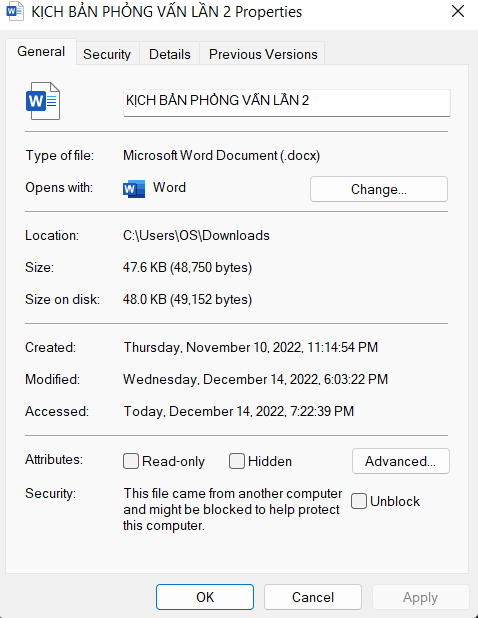 KỊCH BẢN PHỎNG VẤN LẦN 2 Properties
General Security Details Previous Versions
KỊCH BẢN PHỎNG VẤN LẦN 2
Type of file: Microsoft Word Document (.docx)
Opens with: Word Change...
Location: C:\Users\OS\Downloads
Size: 47.6 KB (48,750 bytes)
Size on disk: 48.0 KB (49,152 bytes)
Created: Thursday, November 10, 2022, 11:14:54 PM
Modified: Wednesday, December 14, 2022, 6:03:22 PM
Accessed: Today, December 14, 2022, 7:22:39 PM
Attributes: Read-only Hidden Advanced...
Security: This file came from another computer
and might be blocked to help protect
this computer.
Unblock
OK Cancel Apply